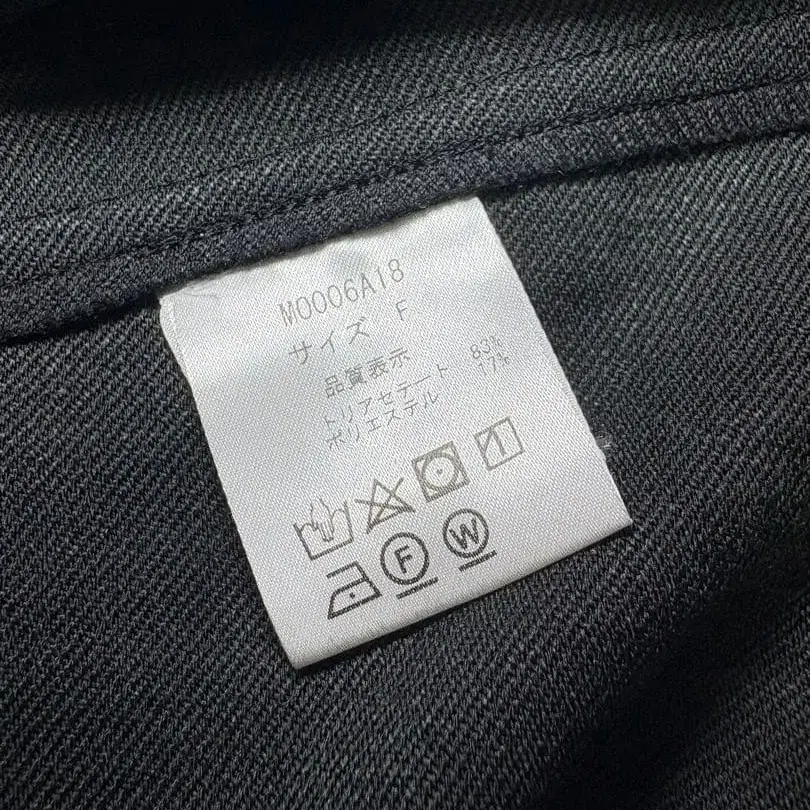 M0006A18
サイズ F
品質表示
トリアセテート 83%
ポリエステル 17%
F W